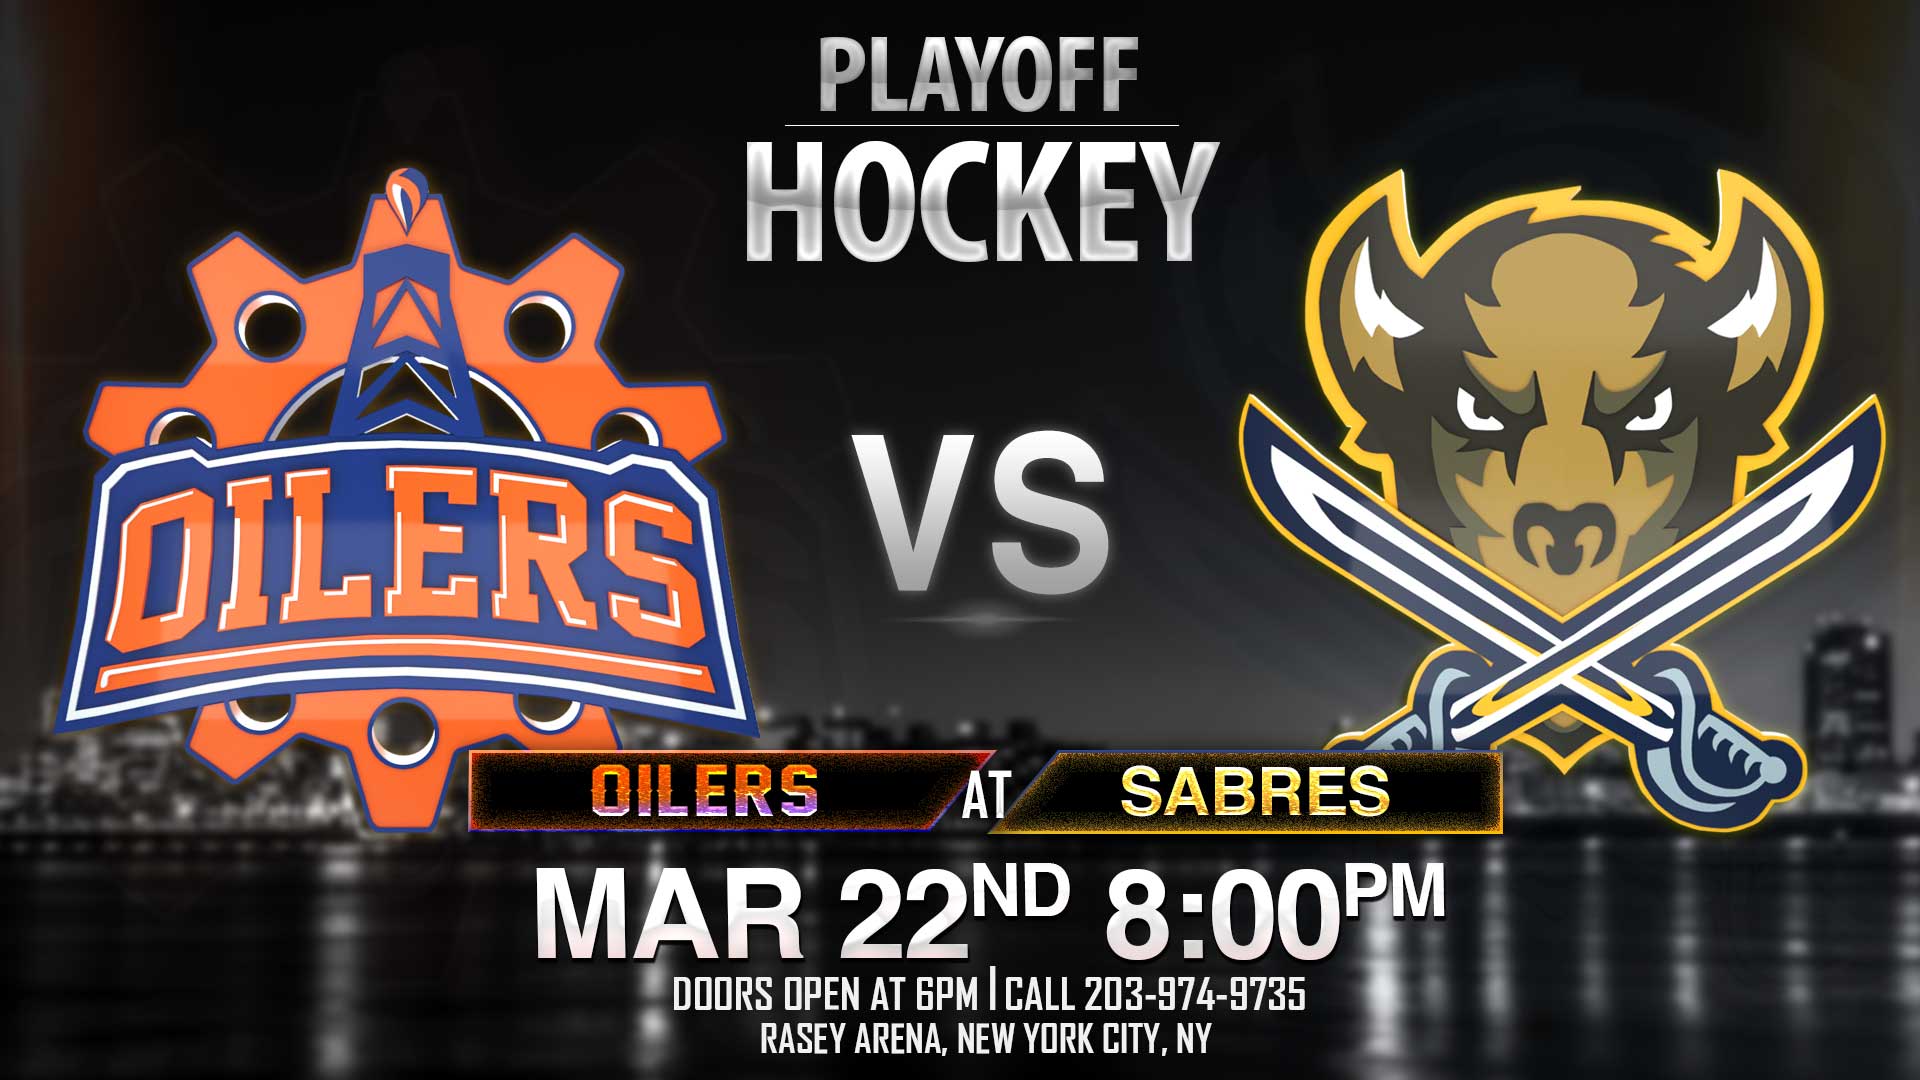 PLAYOFF
HOCKEY
OILERS
VS
OILERS AT SABRES
MAR 22ND 8:00PM
DOORS OPEN AT 6PM | CALL 203-974-9735
RASEY ARENA, NEW YORK CITY, NY